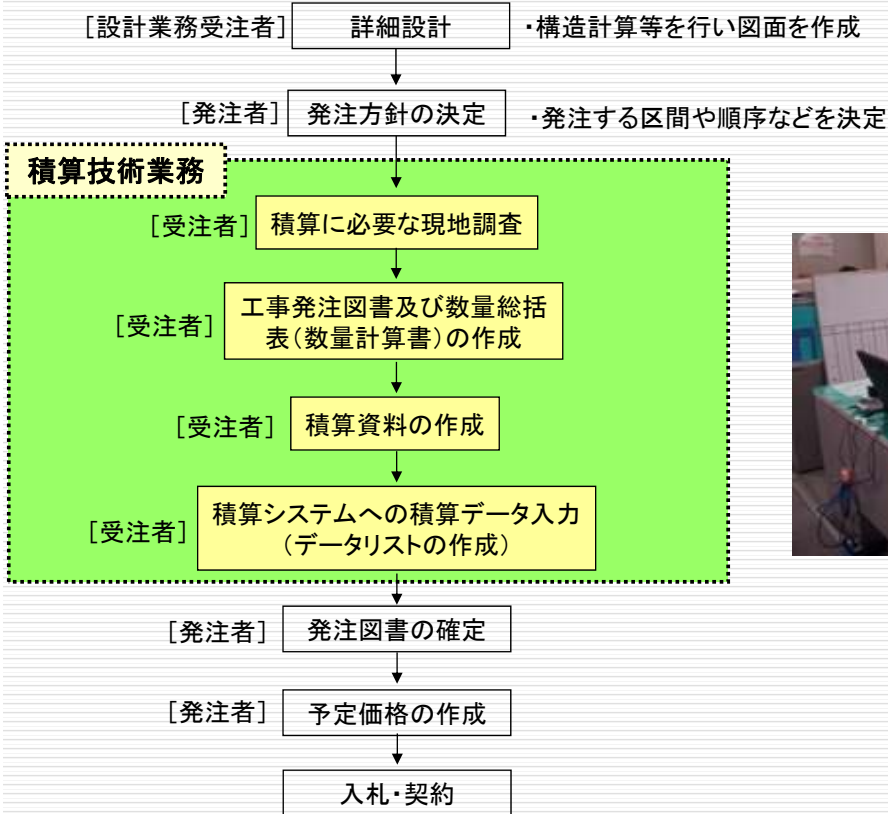 [設計業務受注者] 詳細設計 ・構造計算等を行い図面を作成
[発注者] 発注方針の決定 ・発注する区間や順序などを決定
積算技術業務
[受注者] 積算に必要な現地調査
[受注者] 工事発注図書及び数量総括
表(数量計算書)の作成
[受注者] 積算資料の作成
[受注者] 積算システムへの積算データ入力
(データリストの作成)
[発注者] 発注図書の確定
[発注者] 予定価格の作成
入札・契約